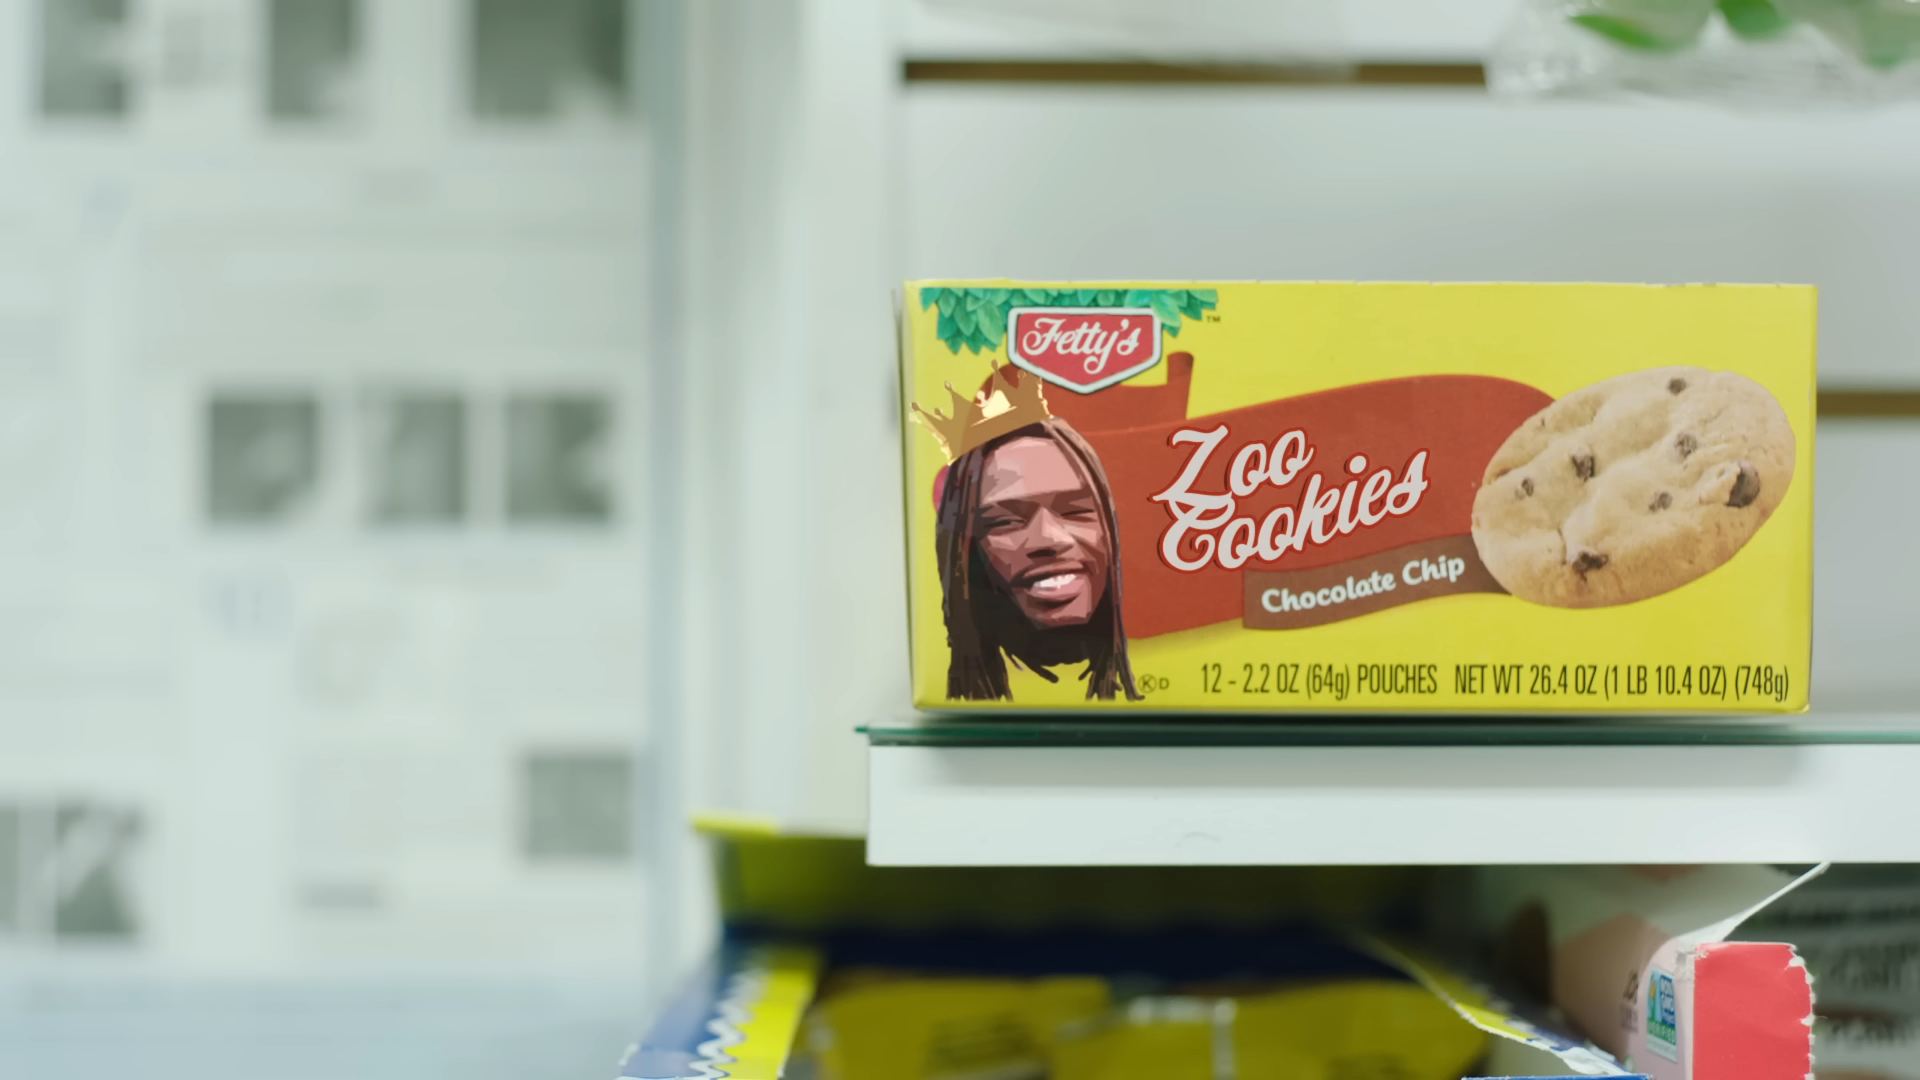 Fetty's
™
Zoo
Cookies
Chocolate Chip
K D
12 - 2.2 OZ (64g) POUCHES NET WT 26.4 OZ (1 LB 10.4 OZ) (748g)